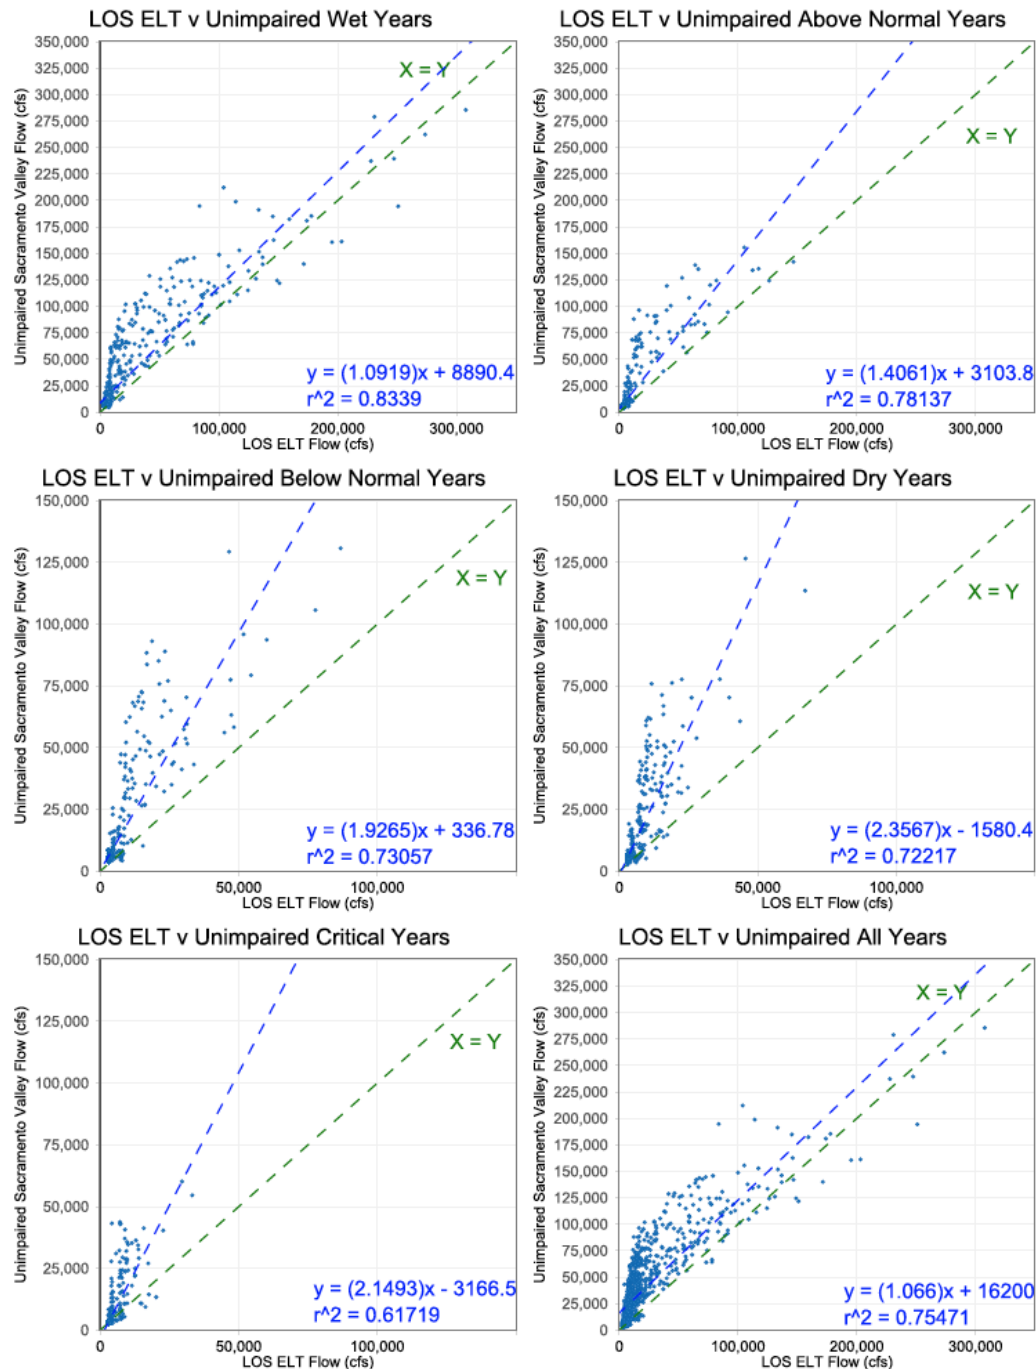 LOS ELT v Unimpaired Wet Years
Unimpaired Sacramento Valley Flow (cfs)
350,000
325,000
300,000
275,000
250,000
225,000
200,000
175,000
150,000
125,000
100,000
75,000
50,000
25,000
0
X = Y
y = (1.0919)x + 8890.4
r^2 = 0.8339
0
100,000
200,000
300,000
LOS ELT Flow (cfs)
LOS ELT v Unimpaired Above Normal Years
Unimpaired Sacramento Valley Flow (cfs)
350,000
325,000
300,000
275,000
250,000
225,000
200,000
175,000
150,000
125,000
100,000
75,000
50,000
25,000
0
X = Y
y = (1.4061)x + 3103.8
r^2 = 0.78137
0
100,000
200,000
300,000
LOS ELT Flow (cfs)
LOS ELT v Unimpaired Below Normal Years
Unimpaired Sacramento Valley Flow (cfs)
150,000
125,000
100,000
75,000
50,000
25,000
0
X = Y
y = (1.9265)x + 336.78
r^2 = 0.73057
0
50,000
100,000
LOS ELT Flow (cfs)
LOS ELT v Unimpaired Dry Years
Unimpaired Sacramento Valley Flow (cfs)
150,000
125,000
100,000
75,000
50,000
25,000
0
X = Y
y = (2.3567)x - 1580.4
r^2 = 0.72217
0
50,000
100,000
LOS ELT Flow (cfs)
LOS ELT v Unimpaired Critical Years
Unimpaired Sacramento Valley Flow (cfs)
150,000
125,000
100,000
75,000
50,000
25,000
0
X = Y
y = (2.1493)x - 3166.5
r^2 = 0.61719
0
50,000
100,000
LOS ELT Flow (cfs)
LOS ELT v Unimpaired All Years
Unimpaired Sacramento Valley Flow (cfs)
350,000
325,000
300,000
275,000
250,000
225,000
200,000
175,000
150,000
125,000
100,000
75,000
50,000
25,000
0
X = Y
y = (1.066)x + 16200
r^2 = 0.75471
0
100,000
200,000
300,000
LOS ELT Flow (cfs)